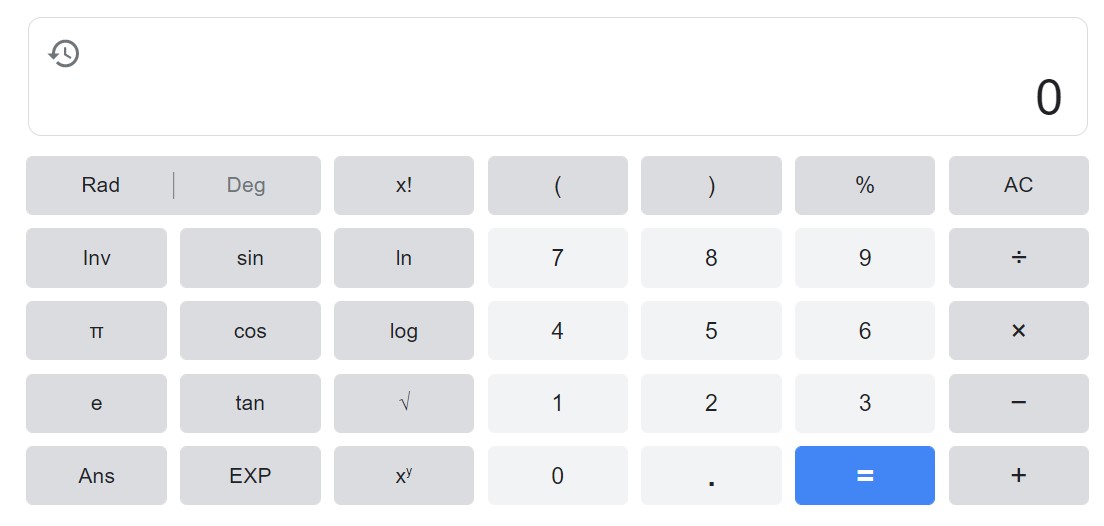 0
Rad | Deg x! ( ) % AC
Inv sin ln 7 8 9 ÷
π cos log 4 5 6 ×
e tan √ 1 2 3 −
Ans EXP xʸ 0 . = +